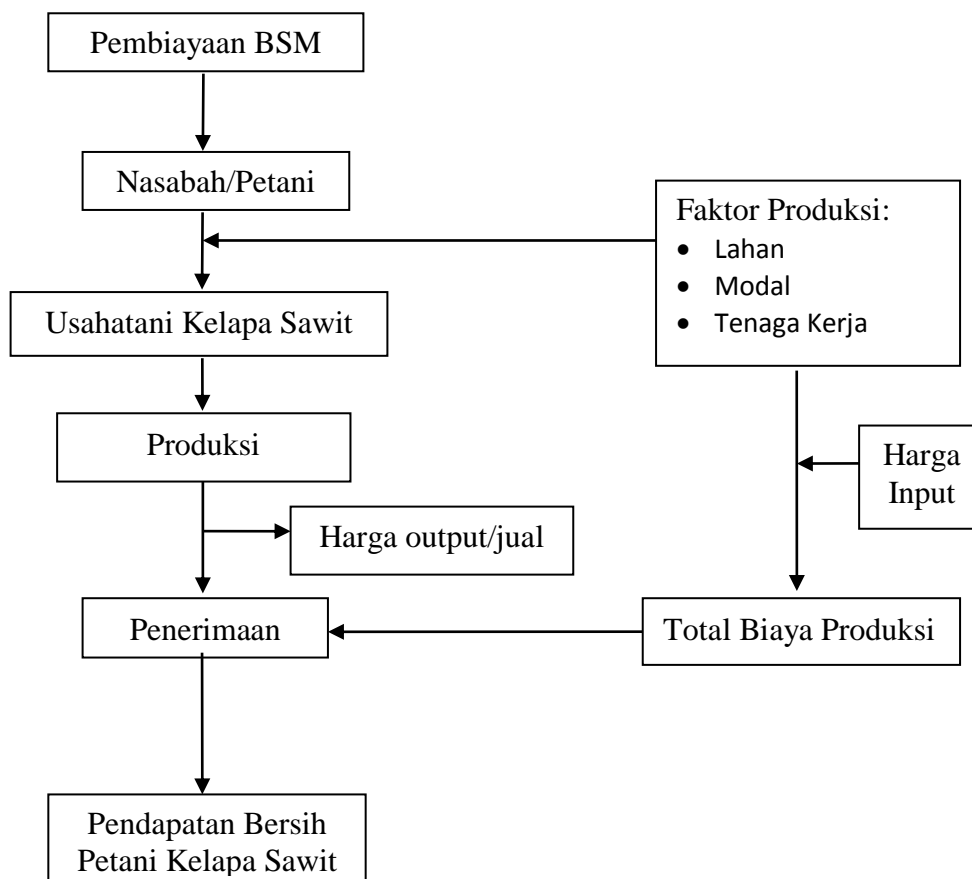 Pembiayaan BSM
Nasabah/Petani
Faktor Produksi:
• Lahan
• Modal
• Tenaga Kerja
Usahatani Kelapa Sawit
Produksi
Harga
Input
Harga output/jual
Penerimaan
Total Biaya Produksi
Pendapatan Bersih
Petani Kelapa Sawit